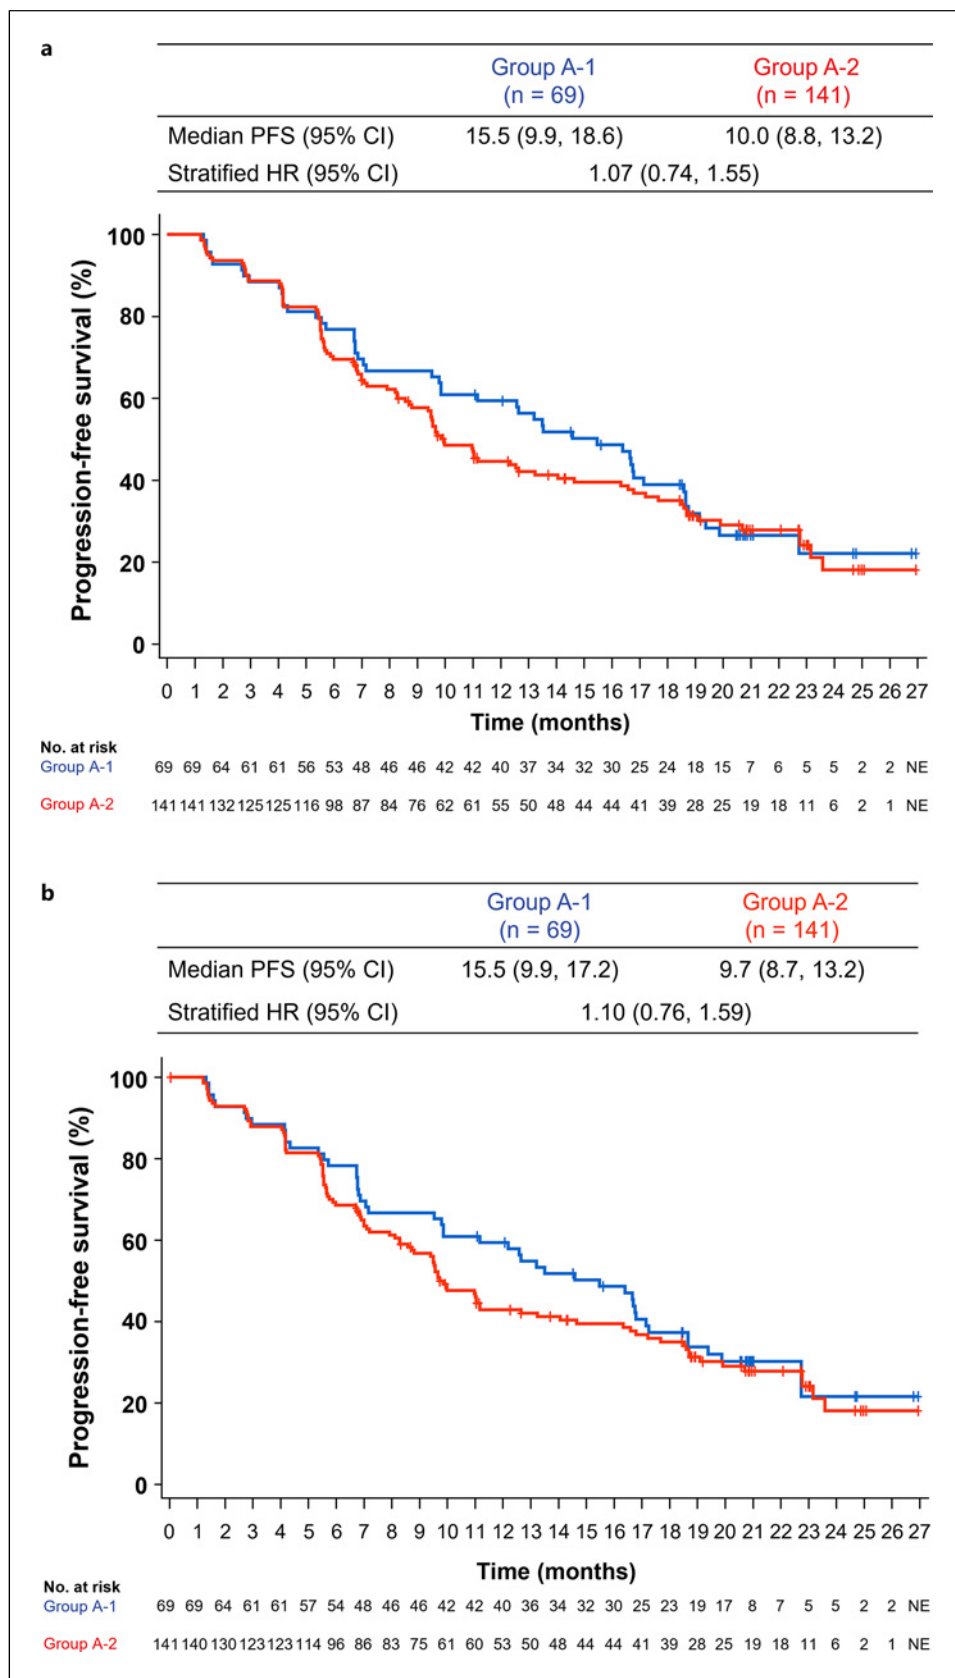 a
Group A-1 Group A-2
(n = 69) (n = 141)
Median PFS (95% CI) 15.5 (9.9, 18.6) 10.0 (8.8, 13.2)
Stratified HR (95% CI) 1.07 (0.74, 1.55)
Progression-free survival (%)
100
80
60
40
20
0
0 1 2 3 4 5 6 7 8 9 10 11 12 13 14 15 16 17 18 19 20 21 22 23 24 25 26 27
Time (months)
No. at risk
Group A-1 69 69 64 61 61 56 53 48 46 46 42 42 40 37 34 32 30 25 24 18 15 7 6 5 5 2 2 NE
Group A-2 141 141 132 125 125 116 98 87 84 76 62 61 55 50 48 44 44 41 39 28 25 19 18 11 6 2 1 NE
b
Group A-1 Group A-2
(n = 69) (n = 141)
Median PFS (95% CI) 15.5 (9.9, 17.2) 9.7 (8.7, 13.2)
Stratified HR (95% CI) 1.10 (0.76, 1.59)
Progression-free survival (%)
100
80
60
40
20
0
0 1 2 3 4 5 6 7 8 9 10 11 12 13 14 15 16 17 18 19 20 21 22 23 24 25 26 27
Time (months)
No. at risk
Group A-1 69 69 64 61 61 57 54 48 46 46 42 42 40 36 34 32 30 25 23 19 17 8 7 5 5 2 2 NE
Group A-2 141 140 130 123 123 114 96 86 83 75 61 60 53 50 48 44 44 41 39 28 25 19 18 11 6 2 1 NE